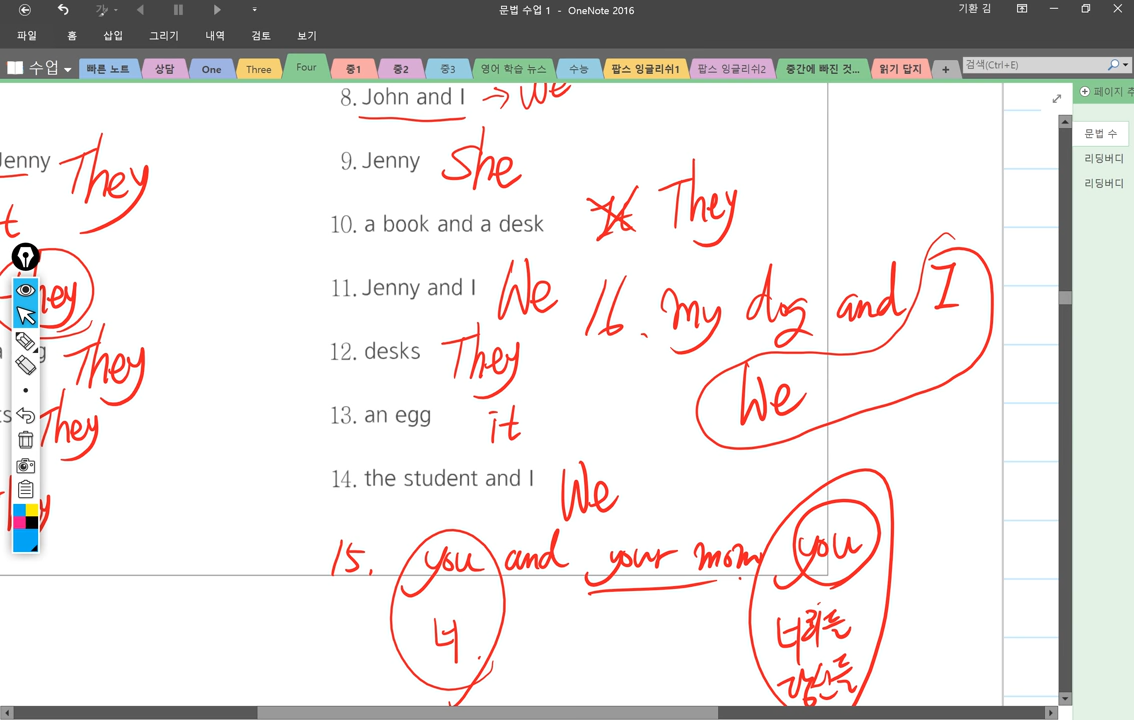 문법 수업 1 - OneNote 2016
기환 김
파일 홈 삽입 그리기 내역 검토 보기
수업 빠른 노트 상담 One Three Four 중1 중2 중3 영어 학습 뉴스 수능 팝스 잉글리쉬1 팝스 잉글리쉬2 중간에 빠진 것... 읽기 답지 + 검색(Ctrl+E)
페이지 추
문법 수
리딩버디
리딩버디
Jenny They
it
They
They
They
8. John and I → We
9. Jenny She
10. a book and a desk It They
11. Jenny and I We
16. my dog and I
We
12. desks They
13. an egg it
14. the student and I We
15. you and your mom you
너
너희들
당신들